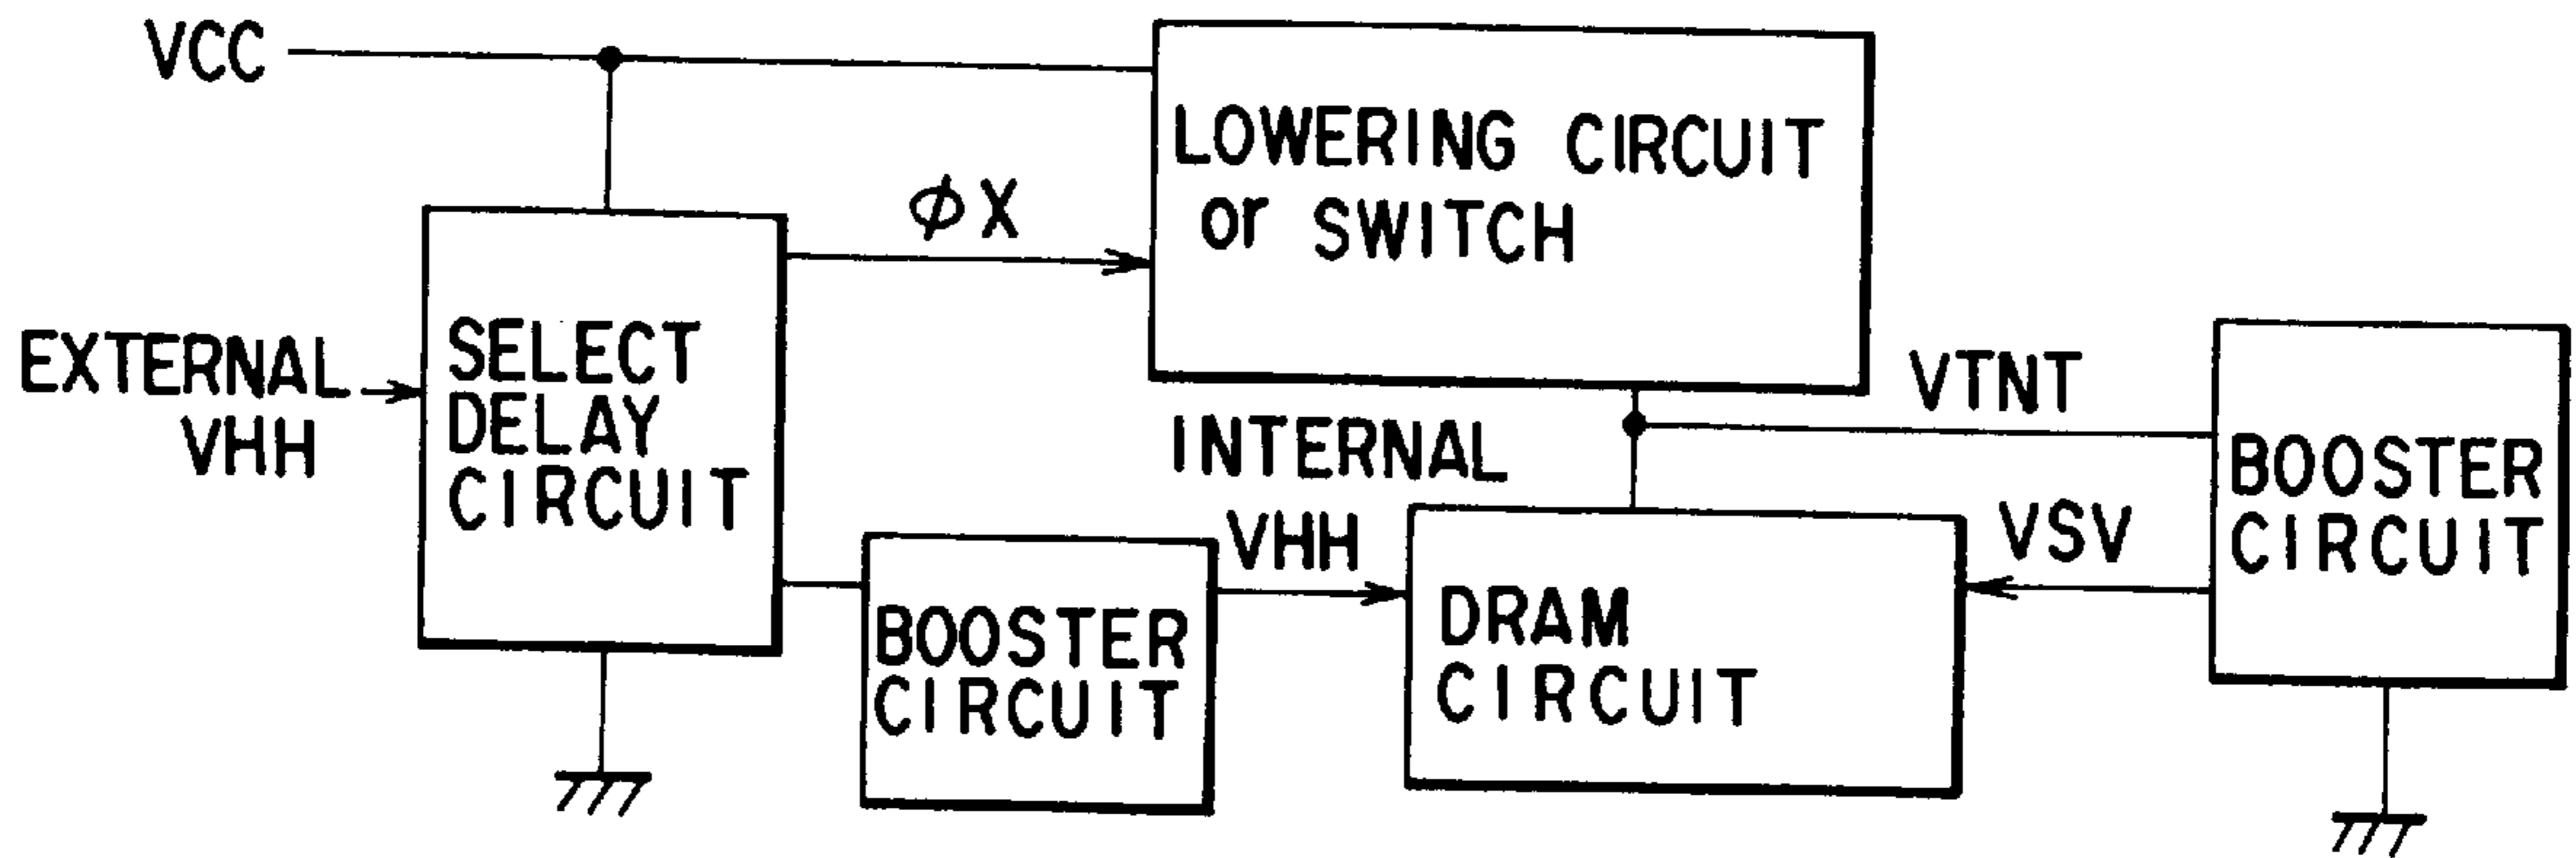 VCC
LOWERING CIRCUIT
or SWITCH
φX
EXTERNAL
VHH
SELECT
DELAY
CIRCUIT
VTNT
INTERNAL
VHH
BOOSTER
CIRCUIT
VSV
BOOSTER
CIRCUIT
DRAM
CIRCUIT